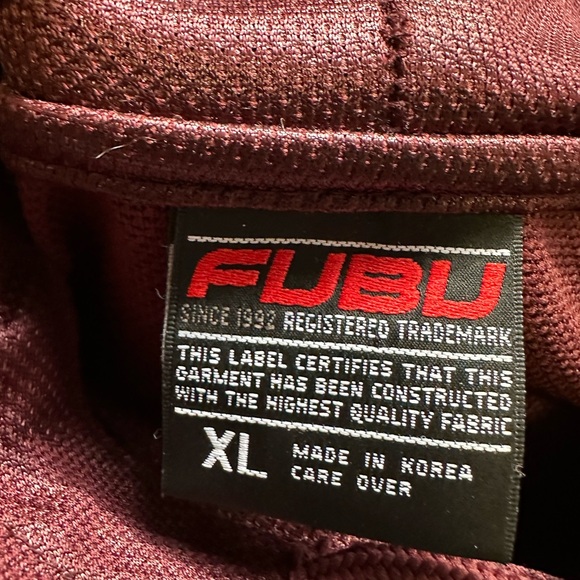 FUBU
SINCE 1992 REGISTERED TRADEMARK
THIS LABEL CERTIFIES THAT THIS
GARMENT HAS BEEN CONSTRUCTED
WITH THE HIGHEST QUALITY FABRIC
XL MADE IN KOREA
CARE OVER